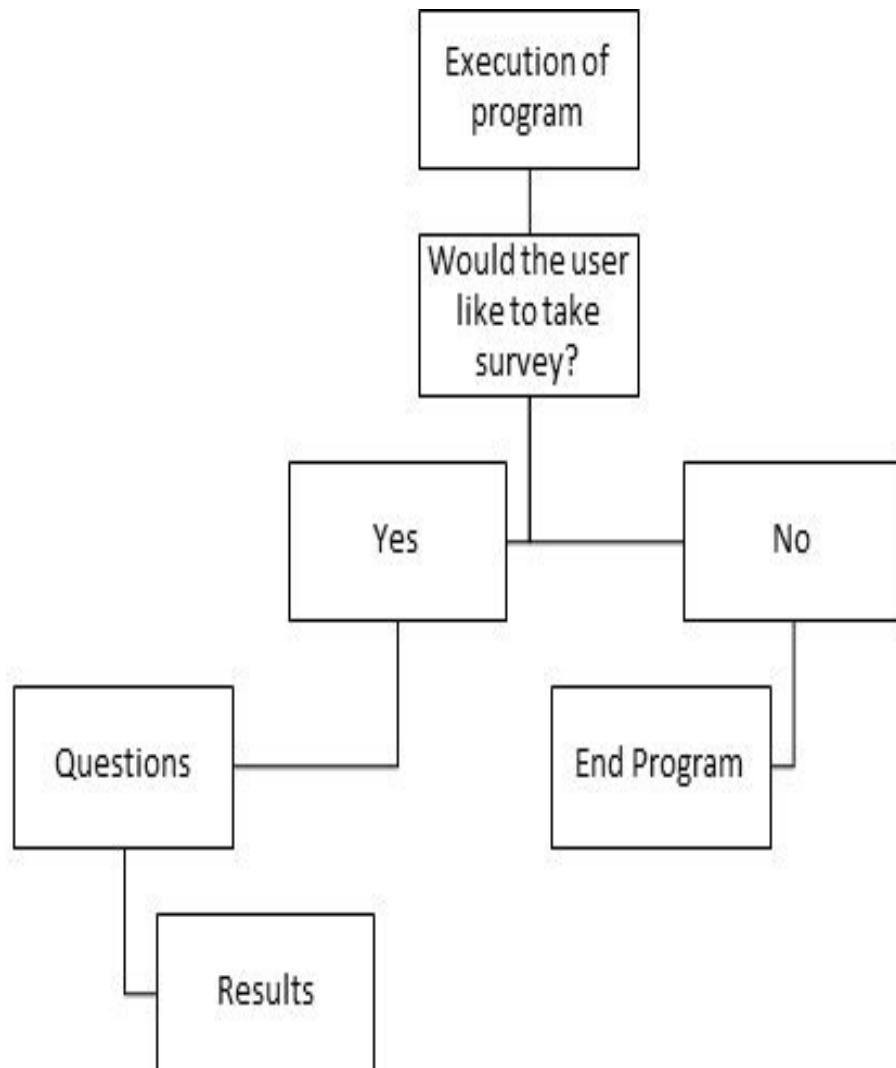 Execution of
program
Would the user
like to take
survey?
Yes
No
Questions
End Program
Results